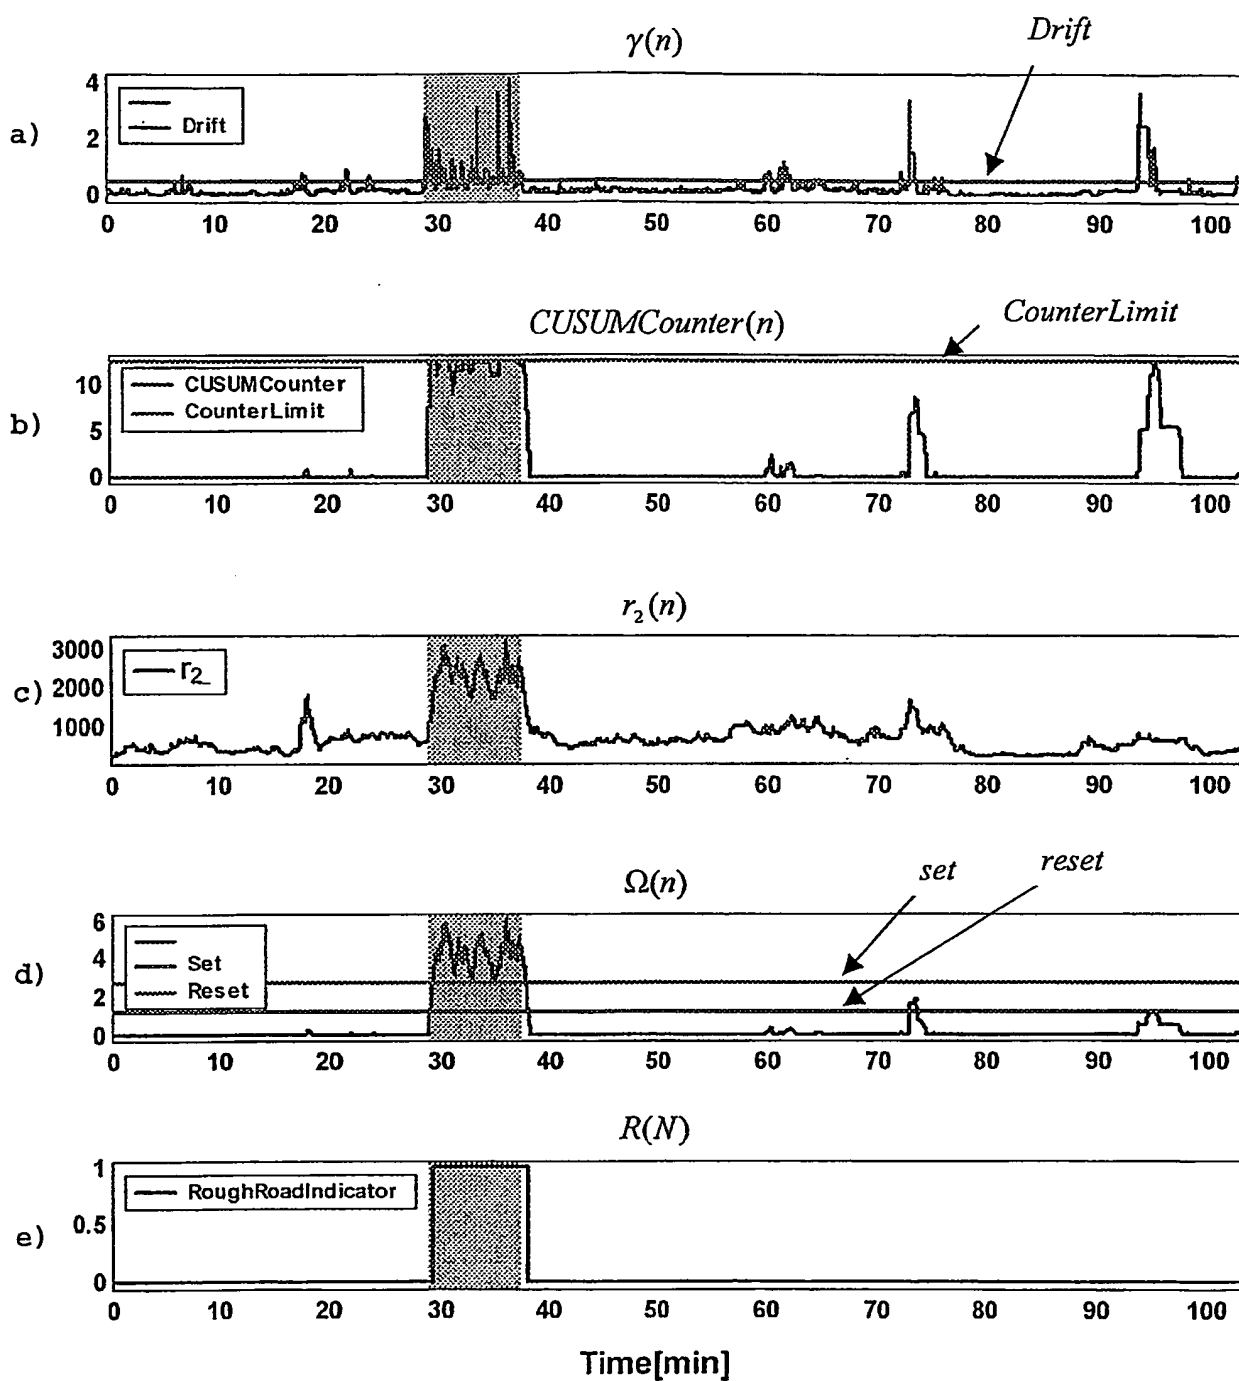 γ(n)
Drift
a)
4
2
0
Drift
0 10 20 30 40 50 60 70 80 90 100
CUSUMCounter(n)
CounterLimit
b)
10
5
0
CUSUMCounter
CounterLimit
0 10 20 30 40 50 60 70 80 90 100
r₂(n)
c)
3000
2000
1000
r2_
0 10 20 30 40 50 60 70 80 90 100
Ω(n)
set
reset
d)
6
4
2
0
Set
Reset
0 10 20 30 40 50 60 70 80 90 100
R(N)
e)
1
0.5
0
RoughRoadIndicator
0 10 20 30 40 50 60 70 80 90 100
Time[min]